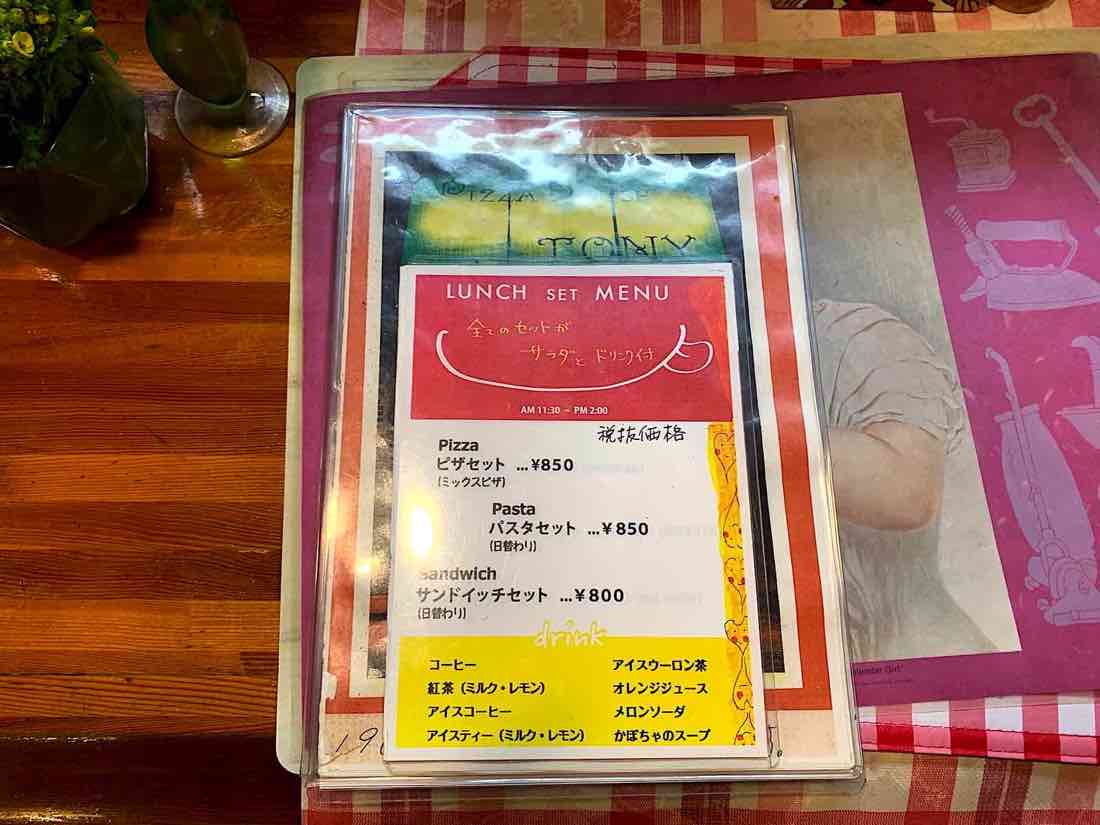 PIZZA
TONY
LUNCH SET MENU
全てのセットが
サラダと ドリンク付
AM 11:30 ~ PM 2:00
税抜価格
Pizza
ピザセット ...¥850
(ミックスピザ)
Pasta
パスタセット ...¥850
(日替わり)
Sandwich
サンドイッチセット ...¥800
(日替わり)
drink
コーヒー
紅茶(ミルク・レモン)
アイスコーヒー
アイスティー(ミルク・レモン)
アイスウーロン茶
オレンジジュース
メロンソーダ
かぼちゃのスープ